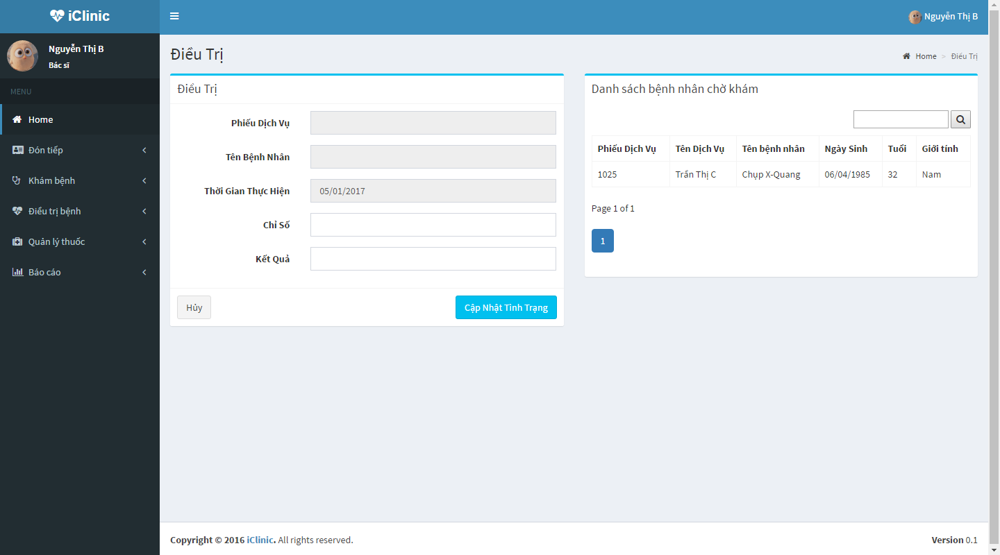 iClinic
Nguyễn Thị B
Nguyễn Thị B
Bác sĩ
MENU
Home
Đón tiếp
Khám bệnh
Điều trị bệnh
Quản lý thuốc
Báo cáo
Điều Trị
Home > Điều Trị
Điều Trị
Phiếu Dịch Vụ
Tên Bệnh Nhân
Thời Gian Thực Hiện 05/01/2017
Chỉ Số
Kết Quả
Hủy Cập Nhật Tình Trạng
Danh sách bệnh nhân chờ khám
Phiếu Dịch Vụ Tên Dịch Vụ Tên bệnh nhân Ngày Sinh Tuổi Giới tính
1025 Trần Thị C Chụp X-Quang 06/04/1985 32 Nam
Page 1 of 1
1
Copyright © 2016 iClinic. All rights reserved.
Version 0.1